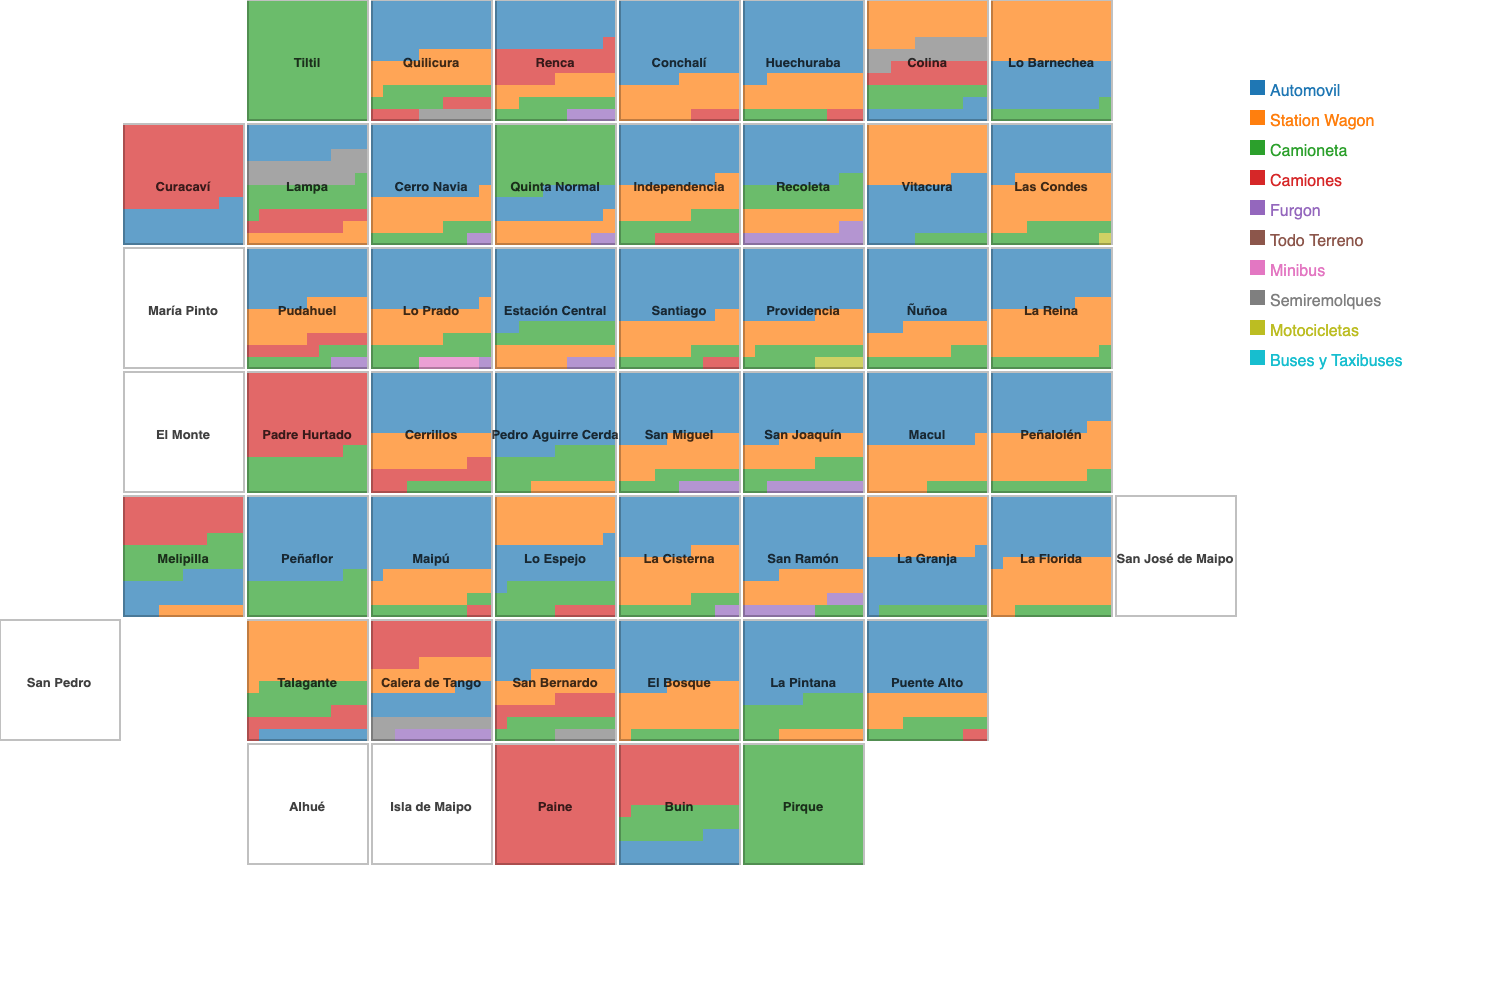 Tiltil
Quilicura
Renca
Conchalí
Huechuraba
Colina
Lo Barnechea
Curacaví
Lampa
Cerro Navia
Quinta Normal
Independencia
Recoleta
Vitacura
Las Condes
María Pinto
Pudahuel
Lo Prado
Estación Central
Santiago
Providencia
Ñuñoa
La Reina
El Monte
Padre Hurtado
Cerrillos
Pedro Aguirre Cerda
San Miguel
San Joaquín
Macul
Peñalolén
Melipilla
Peñaflor
Maipú
Lo Espejo
La Cisterna
San Ramón
La Granja
La Florida
San José de Maipo
San Pedro
Talagante
Calera de Tango
San Bernardo
El Bosque
La Pintana
Puente Alto
Alhué
Isla de Maipo
Paine
Buin
Pirque
Automovil
Station Wagon
Camioneta
Camiones
Furgon
Todo Terreno
Minibus
Semiremolques
Motocicletas
Buses y Taxibuses